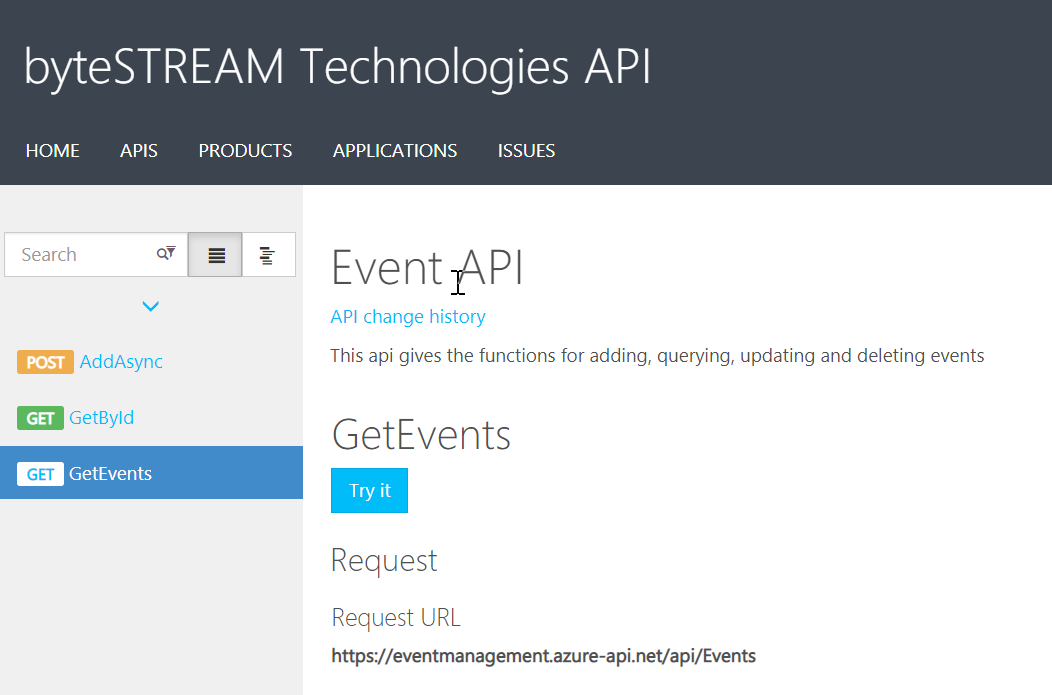 byteSTREAM Technologies API
HOME APIS PRODUCTS APPLICATIONS ISSUES
Search
POST AddAsync
GET GetById
GET GetEvents
Event API
API change history
This api gives the functions for adding, querying, updating and deleting events
GetEvents
Try it
Request
Request URL
https://eventmanagement.azure-api.net/api/Events